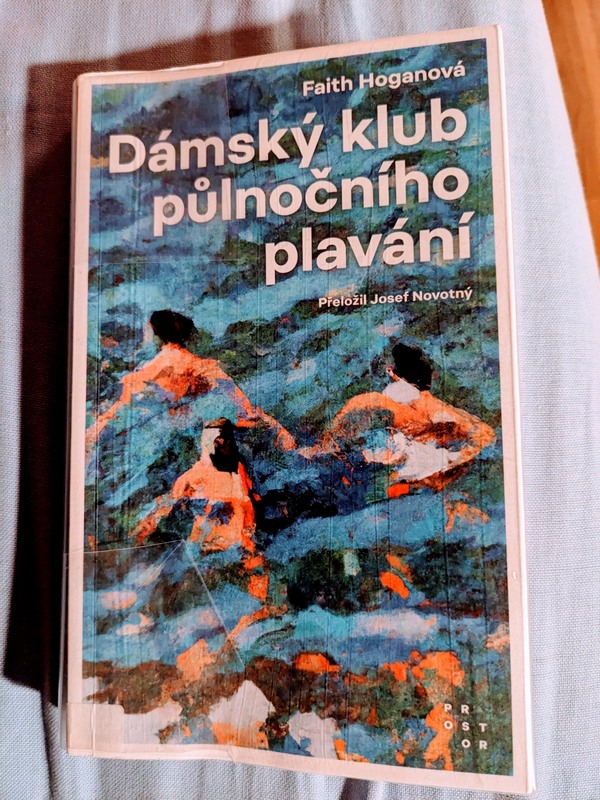 Faith Hoganová
Dámský klub
půlnočního
plavání
Přeložil Josef Novotný
PR
OST
OR